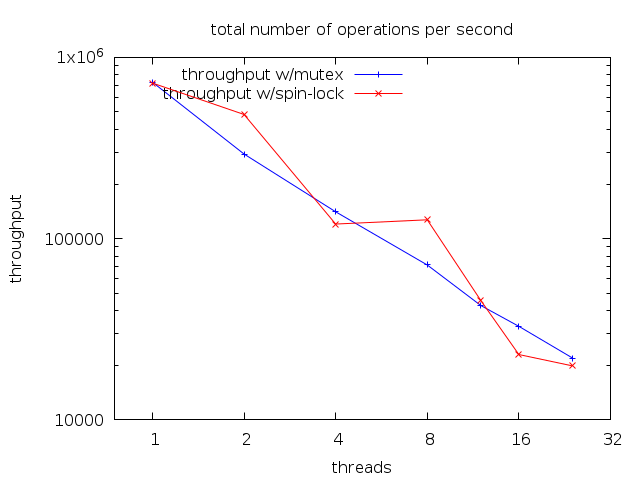 total number of operations per second
1x10⁶
throughput w/mutex
throughput w/spin-lock
throughput
100000
10000
1 2 4 8 16 32
threads